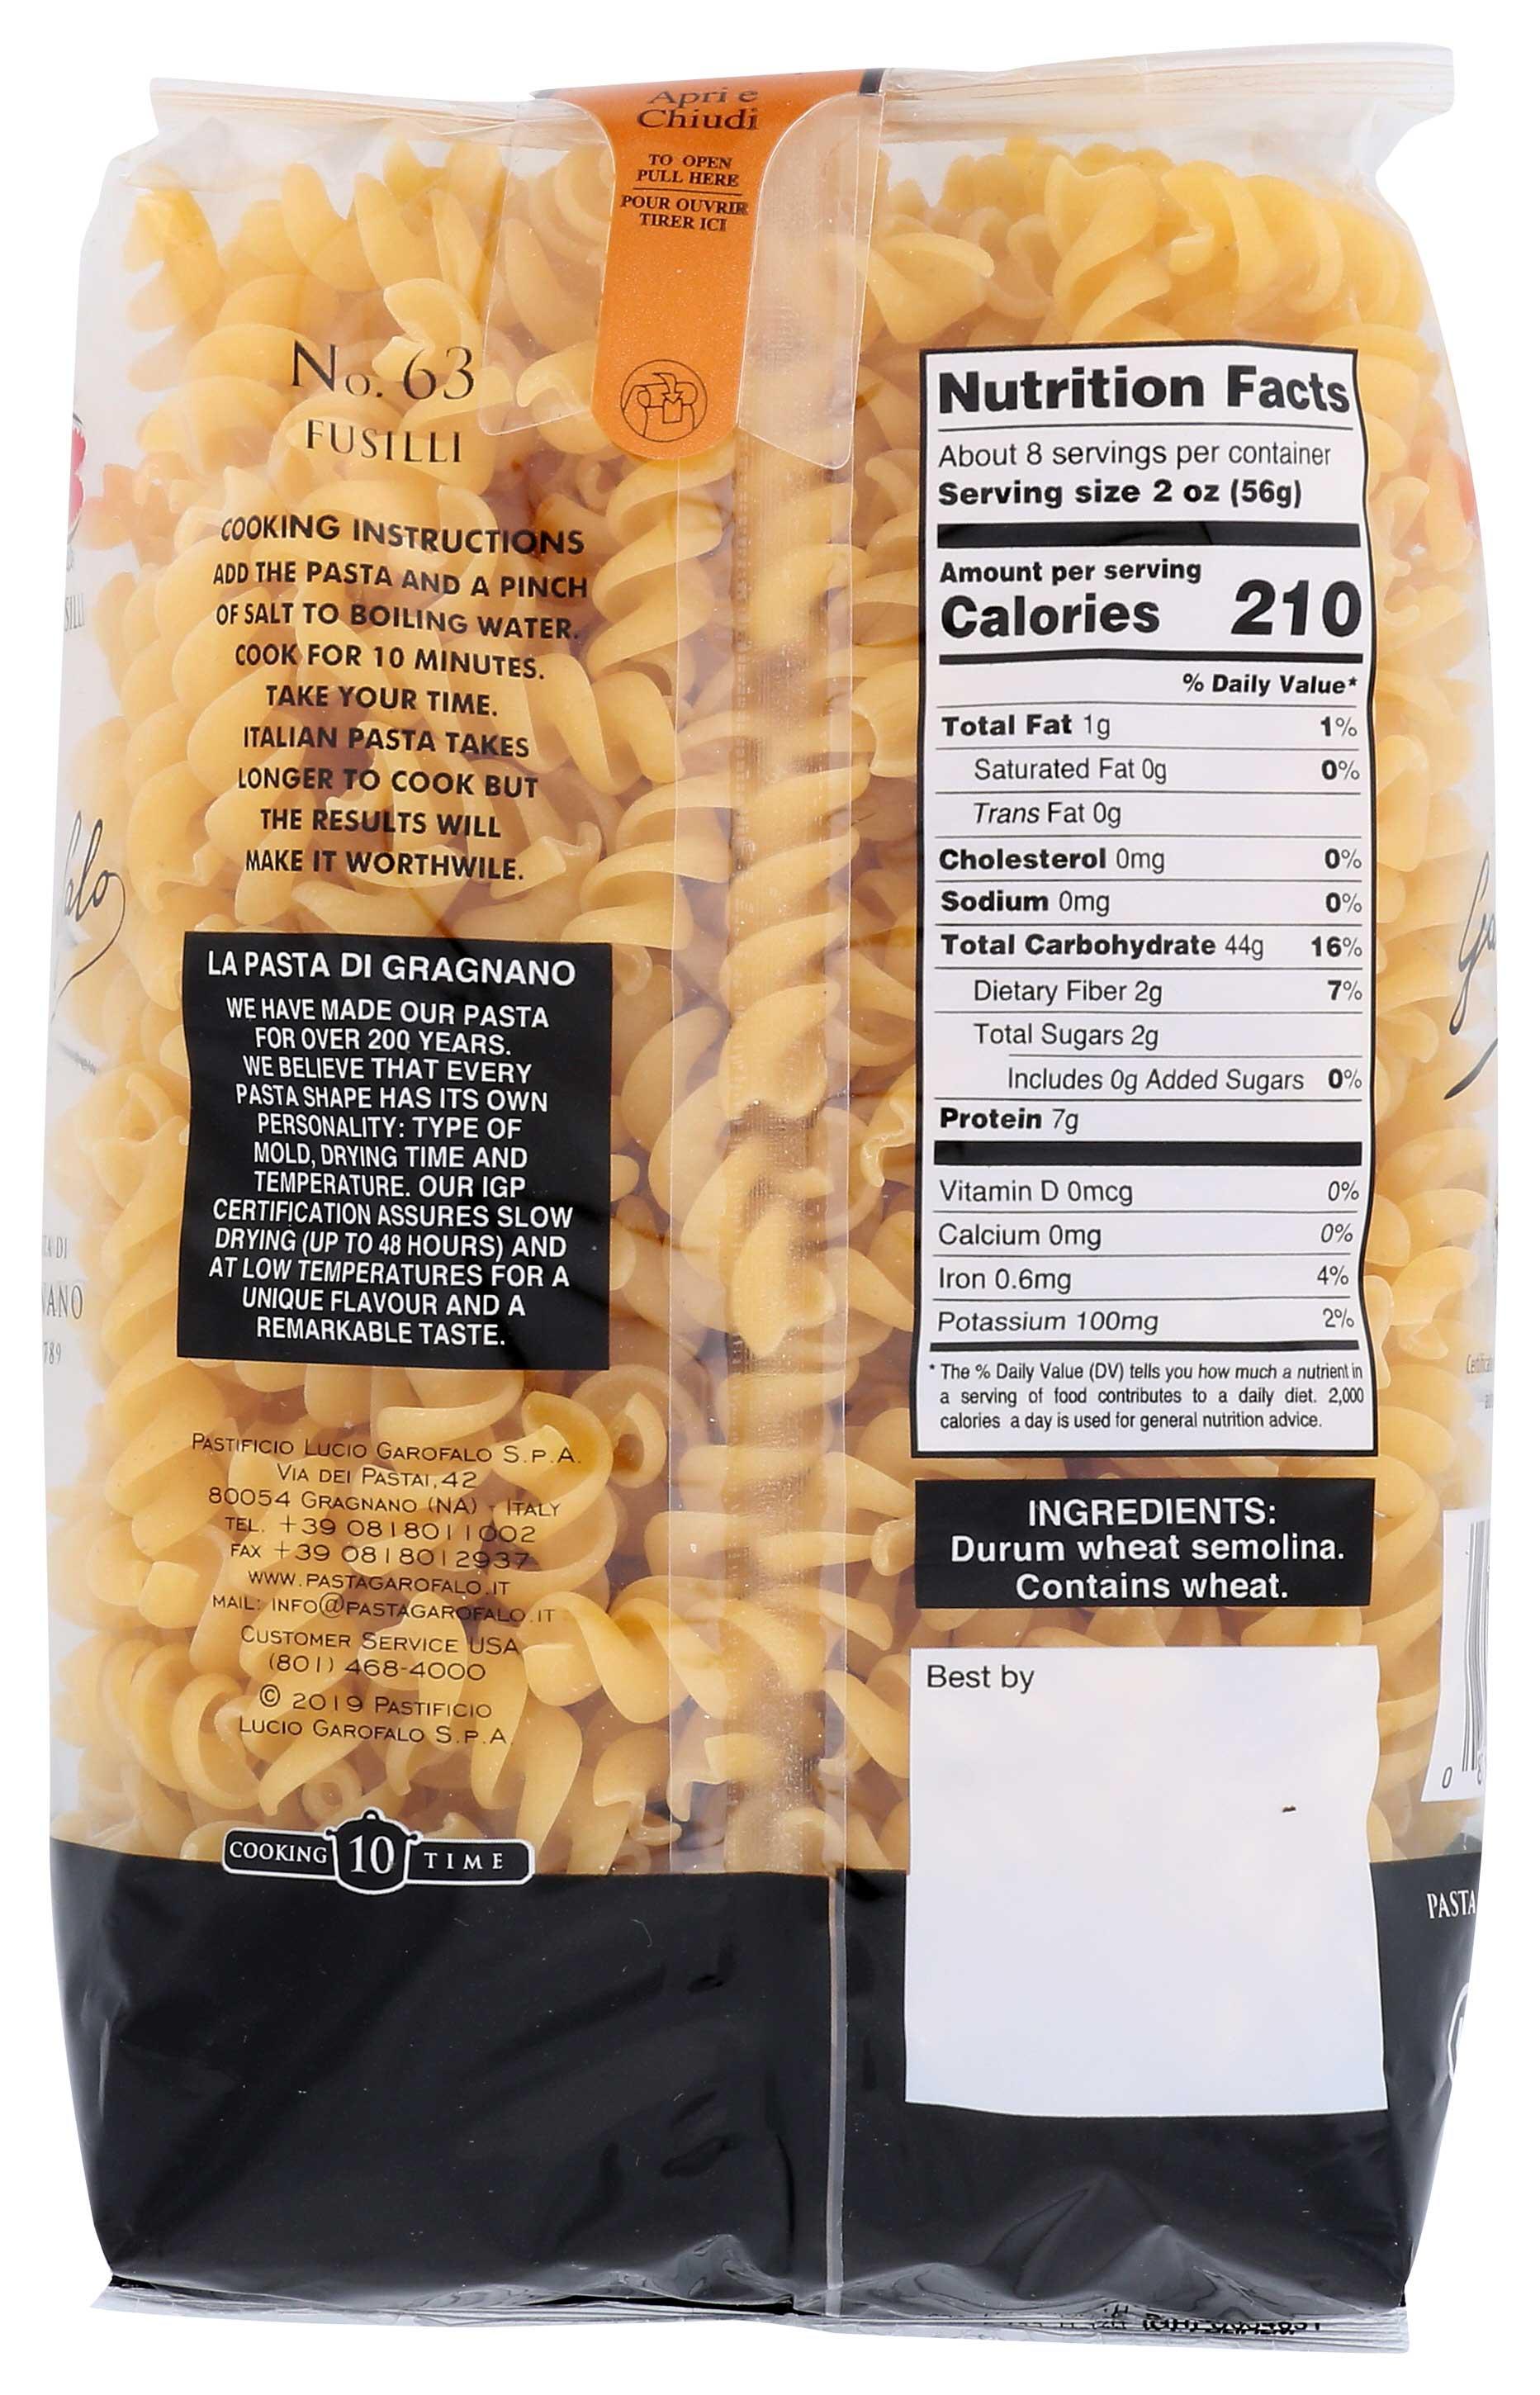 Apri e
Chiudi
TO OPEN
PULL HERE
POUR OUVRIR
TIRER ICI
No. 63
FUSILLI
COOKING INSTRUCTIONS
ADD THE PASTA AND A PINCH
OF SALT TO BOILING WATER.
COOK FOR 10 MINUTES.
TAKE YOUR TIME.
ITALIAN PASTA TAKES
LONGER TO COOK BUT
THE RESULTS WILL
MAKE IT WORTHWILE.
LA PASTA DI GRAGNANO
WE HAVE MADE OUR PASTA
FOR OVER 200 YEARS.
WE BELIEVE THAT EVERY
PASTA SHAPE HAS ITS OWN
PERSONALITY: TYPE OF
MOLD, DRYING TIME AND
TEMPERATURE. OUR IGP
CERTIFICATION ASSURES SLOW
DRYING (UP TO 48 HOURS) AND
AT LOW TEMPERATURES FOR A
UNIQUE FLAVOUR AND A
REMARKABLE TASTE.
PASTIFICIO LUCIO GAROFALO S.P.A.
VIA DEI PASTAI, 42
80054 GRAGNANO (NA) - ITALY
TEL. +39 0818011002
FAX +39 0818012937
WWW.PASTAGAROFALO.IT
MAIL: INFO@PASTAGAROFALO.IT
CUSTOMER SERVICE USA
(801) 468-4000
© 2019 PASTIFICIO
LUCIO GAROFALO S.P.A.
COOKING 10 TIME
Nutrition Facts
About 8 servings per container
Serving size 2 oz (56g)
Amount per serving
Calories 210
% Daily Value*
Total Fat 1g 1%
Saturated Fat 0g 0%
Trans Fat 0g
Cholesterol 0mg 0%
Sodium 0mg 0%
Total Carbohydrate 44g 16%
Dietary Fiber 2g 7%
Total Sugars 2g
Includes 0g Added Sugars 0%
Protein 7g
Vitamin D 0mcg 0%
Calcium 0mg 0%
Iron 0.6mg 4%
Potassium 100mg 2%
* The % Daily Value (DV) tells you how much a nutrient in
a serving of food contributes to a daily diet. 2,000
calories a day is used for general nutrition advice.
INGREDIENTS:
Durum wheat semolina.
Contains wheat.
Best by
PASTA